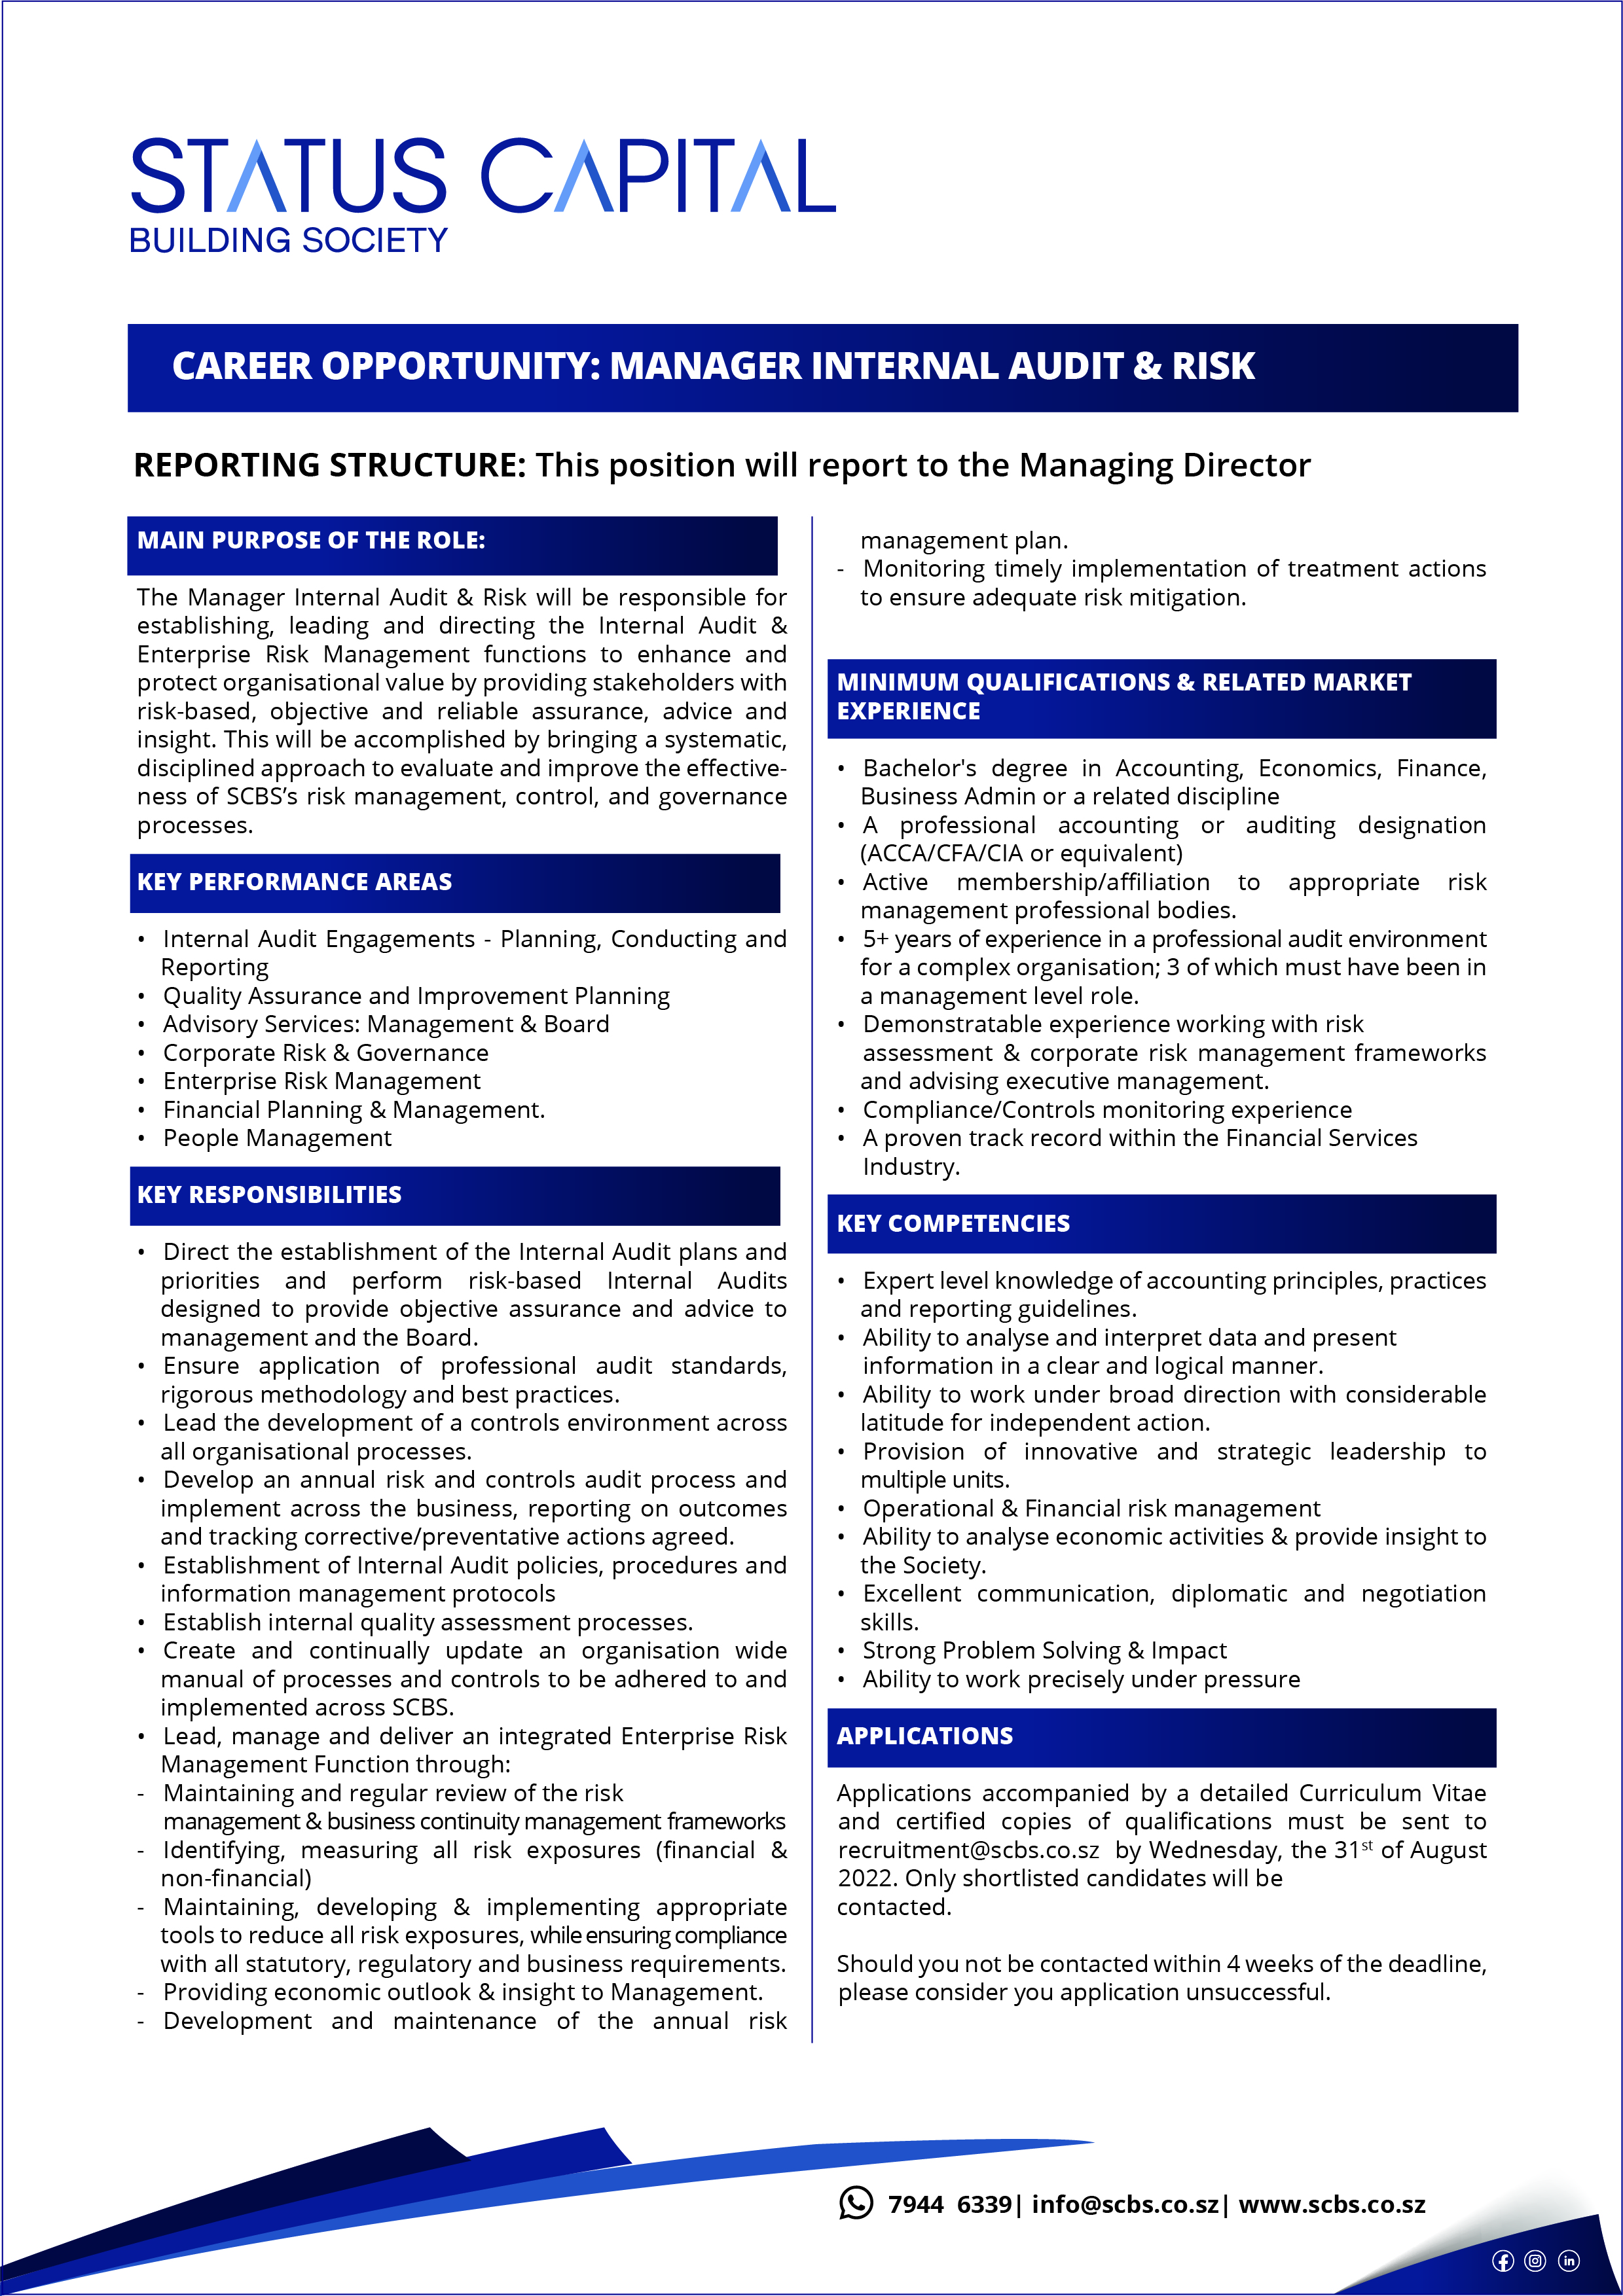 STATUS CAPITAL
BUILDING SOCIETY
CAREER OPPORTUNITY: MANAGER INTERNAL AUDIT & RISK
REPORTING STRUCTURE: This position will report to the Managing Director
MAIN PURPOSE OF THE ROLE:
The Manager Internal Audit & Risk will be responsible for
establishing, leading and directing the Internal Audit &
Enterprise Risk Management functions to enhance and
protect organisational value by providing stakeholders with
risk-based, objective and reliable assurance, advice and
insight. This will be accomplished by bringing a systematic,
disciplined approach to evaluate and improve the effective-
ness of SCBS’s risk management, control, and governance
processes.
KEY PERFORMANCE AREAS
• Internal Audit Engagements - Planning, Conducting and
Reporting
• Quality Assurance and Improvement Planning
• Advisory Services: Management & Board
• Corporate Risk & Governance
• Enterprise Risk Management
• Financial Planning & Management.
• People Management
KEY RESPONSIBILITIES
• Direct the establishment of the Internal Audit plans and
priorities and perform risk-based Internal Audits
designed to provide objective assurance and advice to
management and the Board.
• Ensure application of professional audit standards,
rigorous methodology and best practices.
• Lead the development of a controls environment across
all organisational processes.
• Develop an annual risk and controls audit process and
implement across the business, reporting on outcomes
and tracking corrective/preventative actions agreed.
• Establishment of Internal Audit policies, procedures and
information management protocols
• Establish internal quality assessment processes.
• Create and continually update an organisation wide
manual of processes and controls to be adhered to and
implemented across SCBS.
• Lead, manage and deliver an integrated Enterprise Risk
Management Function through:
- Maintaining and regular review of the risk
management & business continuity management frameworks
- Identifying, measuring all risk exposures (financial &
non-financial)
- Maintaining, developing & implementing appropriate
tools to reduce all risk exposures, while ensuring compliance
with all statutory, regulatory and business requirements.
- Providing economic outlook & insight to Management.
- Development and maintenance of the annual risk
management plan.
- Monitoring timely implementation of treatment actions
to ensure adequate risk mitigation.
MINIMUM QUALIFICATIONS & RELATED MARKET
EXPERIENCE
• Bachelor's degree in Accounting, Economics, Finance,
Business Admin or a related discipline
• A professional accounting or auditing designation
(ACCA/CFA/CIA or equivalent)
• Active membership/affiliation to appropriate risk
management professional bodies.
• 5+ years of experience in a professional audit environment
for a complex organisation; 3 of which must have been in
a management level role.
• Demonstratable experience working with risk
assessment & corporate risk management frameworks
and advising executive management.
• Compliance/Controls monitoring experience
• A proven track record within the Financial Services
Industry.
KEY COMPETENCIES
• Expert level knowledge of accounting principles, practices
and reporting guidelines.
• Ability to analyse and interpret data and present
information in a clear and logical manner.
• Ability to work under broad direction with considerable
latitude for independent action.
• Provision of innovative and strategic leadership to
multiple units.
• Operational & Financial risk management
• Ability to analyse economic activities & provide insight to
the Society.
• Excellent communication, diplomatic and negotiation
skills.
• Strong Problem Solving & Impact
• Ability to work precisely under pressure
APPLICATIONS
Applications accompanied by a detailed Curriculum Vitae
and certified copies of qualifications must be sent to
recruitment@scbs.co.sz by Wednesday, the 31st of August
2022. Only shortlisted candidates will be
contacted.
Should you not be contacted within 4 weeks of the deadline,
please consider you application unsuccessful.
7944 6339| info@scbs.co.sz| www.scbs.co.sz